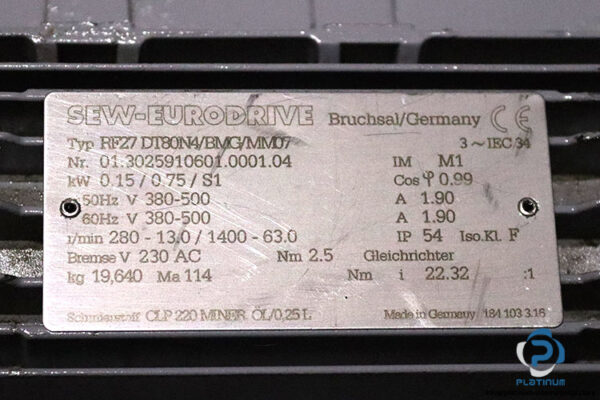 SEW-EURODRIVE Bruchsal/Germany CE
Typ RF27 DT80N4/BMG/MM07 3 ~ IEC 34
Nr. 01.3025910601.0001.04 IM M1
kW 0.15 / 0.75 / S1 Cos φ 0.99
50Hz V 380-500 A 1.90
60Hz V 380-500 A 1.90
r/min 280 - 13.0 / 1400 - 63.0 IP 54 Iso.Kl. F
Bremse V 230 AC Nm 2.5 Gleichrichter
kg 19,640 Ma 114 Nm i 22.32 :1
Schmierstoff CLP 220 MINER. OL/0,25 L Made in Germany 184 103 3.16
PLATINUM